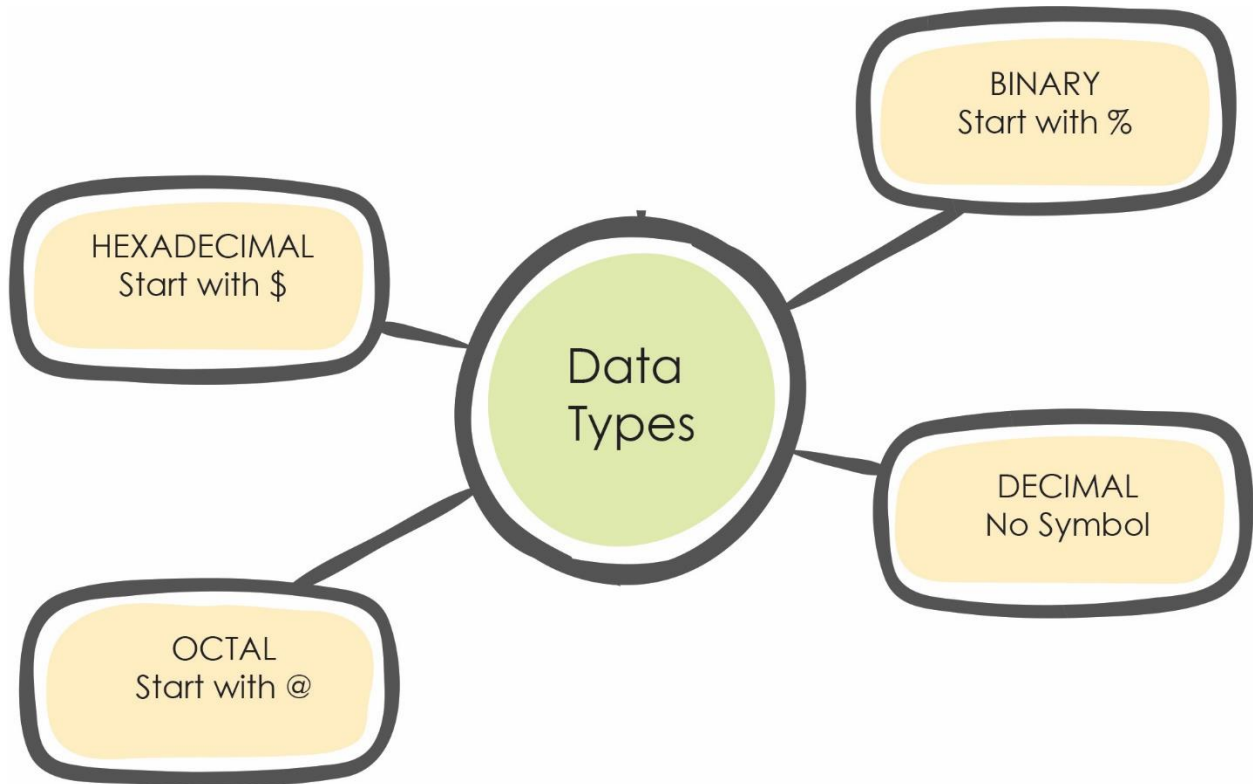 BINARY
Start with %
HEXADECIMAL
Start with $
Data
Types
DECIMAL
No Symbol
OCTAL
Start with @